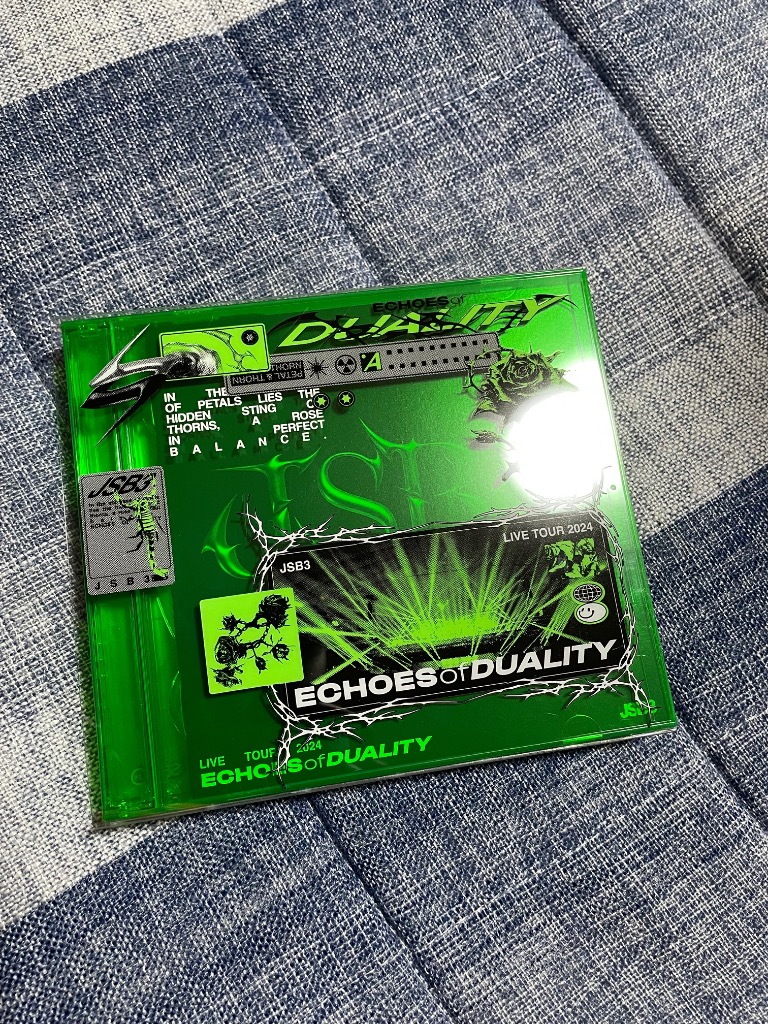 ECHOES of
DUALITY
PETAL & THORN
A
IN THE
OF PETALS LIES THE
HIDDEN STING
THORNS, A ROSE
IN PERFECT
BALANCE.
JSB
JSB3
JSB3
JSB3
LIVE TOUR 2024
ECHOES of DUALITY
LIVE TOUR 2024
ECHOES of DUALITY
JSB3